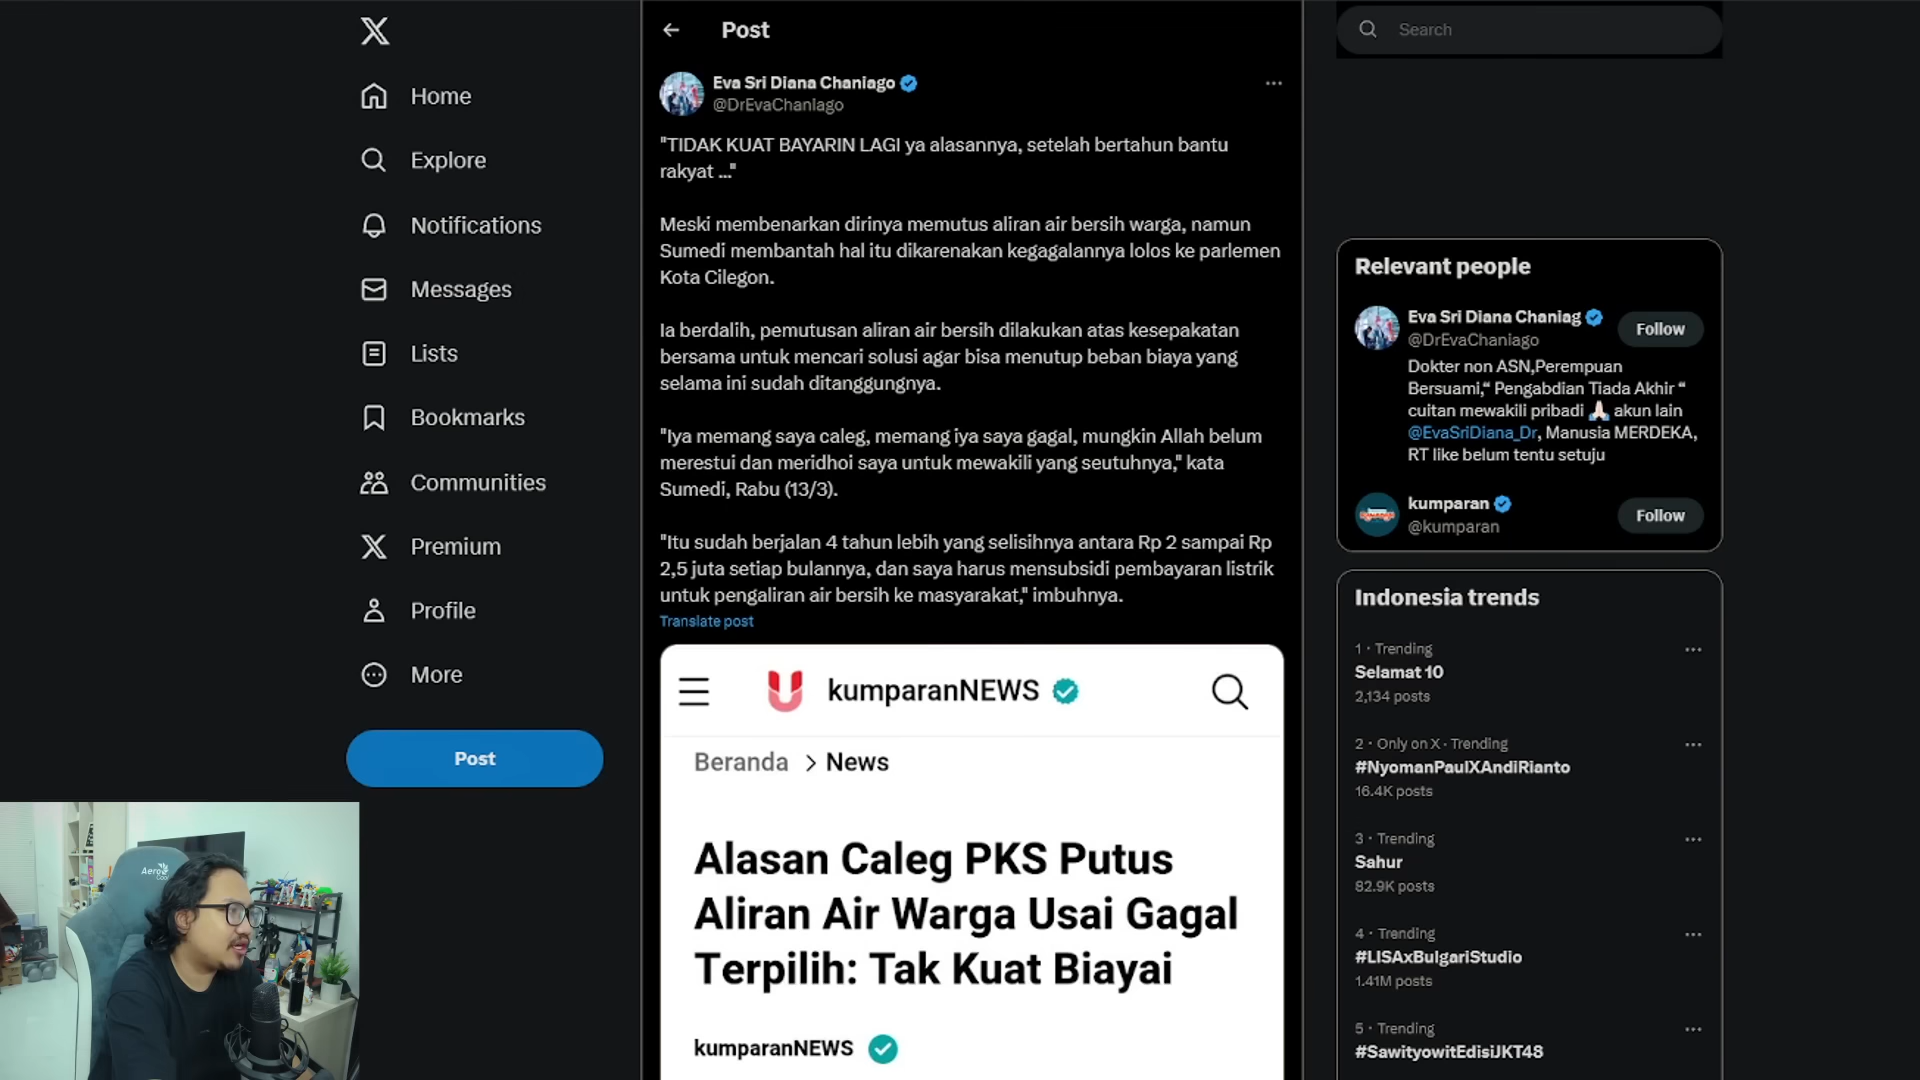 Home
Explore
Notifications
Messages
Lists
Bookmarks
Communities
Premium
Profile
More
Post
Aero
Cool
Post
Eva Sri Diana Chaniago
@DrEvaChaniago
"TIDAK KUAT BAYARIN LAGI ya alasannya, setelah bertahun bantu
rakyat ..."
Meski membenarkan dirinya memutus aliran air bersih warga, namun
Sumedi membantah hal itu dikarenakan kegagalannya lolos ke parlemen
Kota Cilegon.
Ia berdalih, pemutusan aliran air bersih dilakukan atas kesepakatan
bersama untuk mencari solusi agar bisa menutup beban biaya yang
selama ini sudah ditanggungnya.
"Iya memang saya caleg, memang iya saya gagal, mungkin Allah belum
merestui dan meridhoi saya untuk mewakili yang seutuhnya," kata
Sumedi, Rabu (13/3).
"Itu sudah berjalan 4 tahun lebih yang selisihnya antara Rp 2 sampai Rp
2,5 juta setiap bulannya, dan saya harus mensubsidi pembayaran listrik
untuk pengaliran air bersih ke masyarakat," imbuhnya.
Translate post
kumparanNEWS
Beranda > News
Alasan Caleg PKS Putus
Aliran Air Warga Usai Gagal
Terpilih: Tak Kuat Biayai
kumparanNEWS
Search
Relevant people
Eva Sri Diana Chaniag
@DrEvaChaniago
Follow
Dokter non ASN,Perempuan
Bersuami,“ Pengabdian Tiada Akhir “
cuitan mewakili pribadi 🙏🏻 akun lain
@EvaSriDiana_Dr, Manusia MERDEKA,
RT like belum tentu setuju
kumparan
@kumparan
Follow
Indonesia trends
1 · Trending
Selamat 10
2,134 posts
2 · Only on X · Trending
#NyomanPaulXAndiRianto
16.4K posts
3 · Trending
Sahur
82.9K posts
4 · Trending
#LISAxBulgariStudio
1.41M posts
5 · Trending
#SawityowitEdisiJKT48